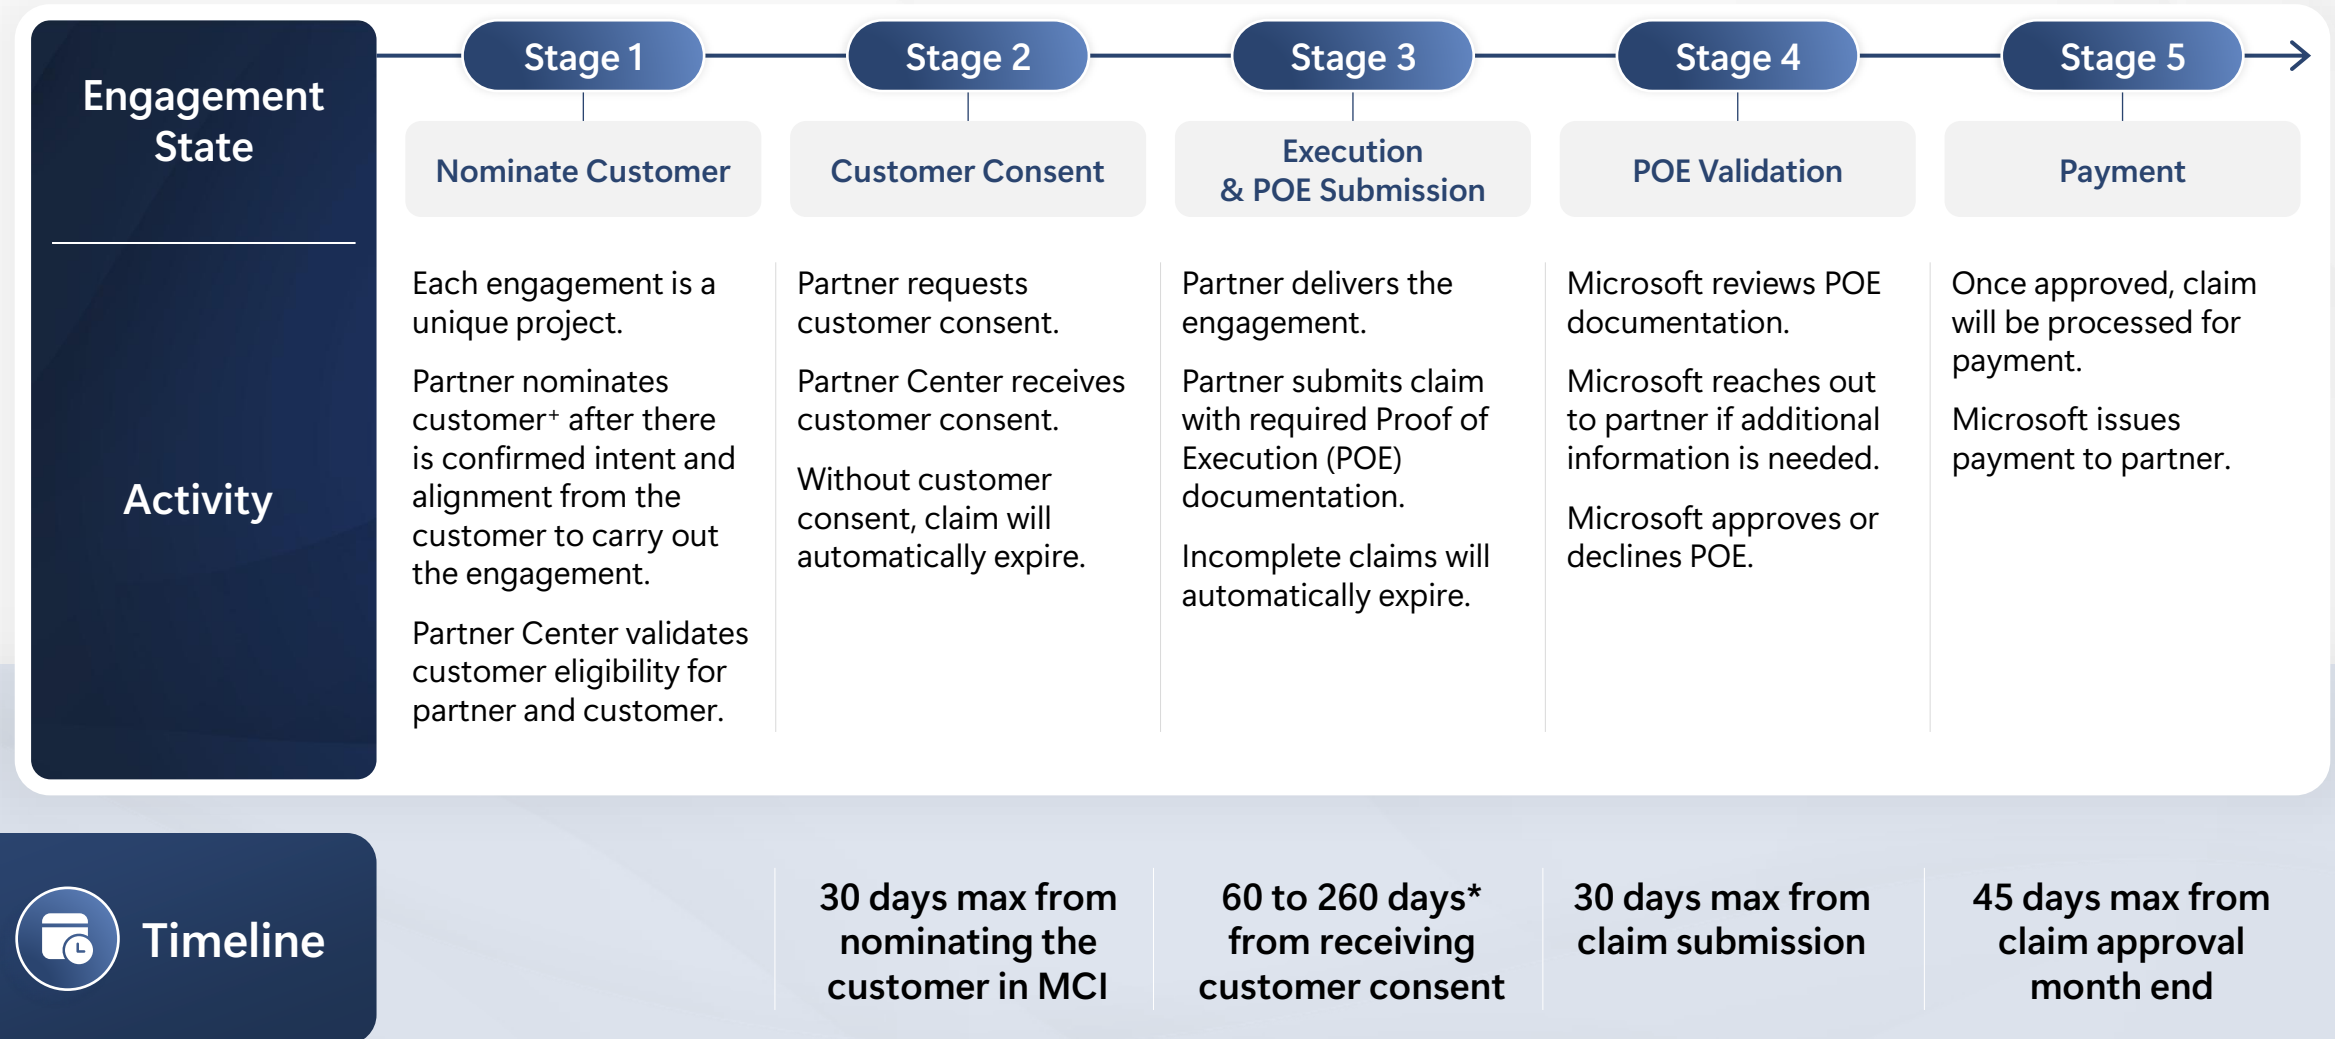 Engagement
State
Stage 1
Stage 2
Stage 3
Stage 4
Stage 5
Nominate Customer
Customer Consent
Execution
& POE Submission
POE Validation
Payment
Activity
Each engagement is a
unique project.
Partner nominates
customer+ after there
is confirmed intent and
alignment from the
customer to carry out
the engagement.
Partner Center validates
customer eligibility for
partner and customer.
Partner requests
customer consent.
Partner Center receives
customer consent.
Without customer
consent, claim will
automatically expire.
Partner delivers the
engagement.
Partner submits claim
with required Proof of
Execution (POE)
documentation.
Incomplete claims will
automatically expire.
Microsoft reviews POE
documentation.
Microsoft reaches out
to partner if additional
information is needed.
Microsoft approves or
declines POE.
Once approved, claim
will be processed for
payment.
Microsoft issues
payment to partner.
Timeline
30 days max from
nominating the
customer in MCI
60 to 260 days*
from receiving
customer consent
30 days max from
claim submission
45 days max from
claim approval
month end